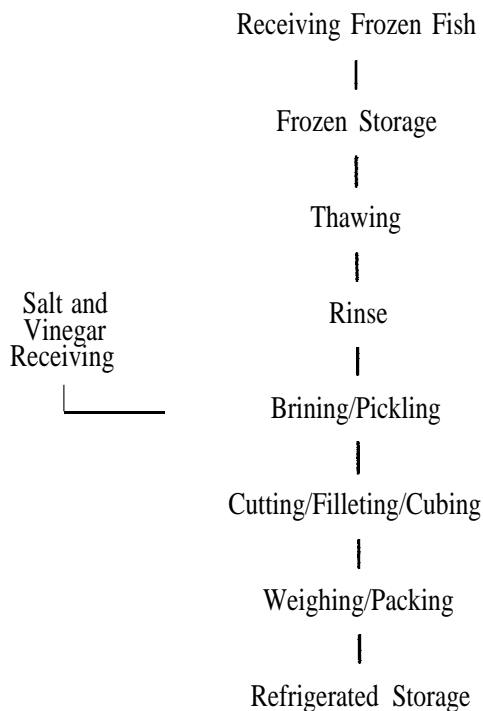 Receiving Frozen Fish
Frozen Storage
Thawing
Rinse
Salt and
Vinegar
Receiving
Brining/Pickling
Cutting/Filleting/Cubing
Weighing/Packing
Refrigerated Storage